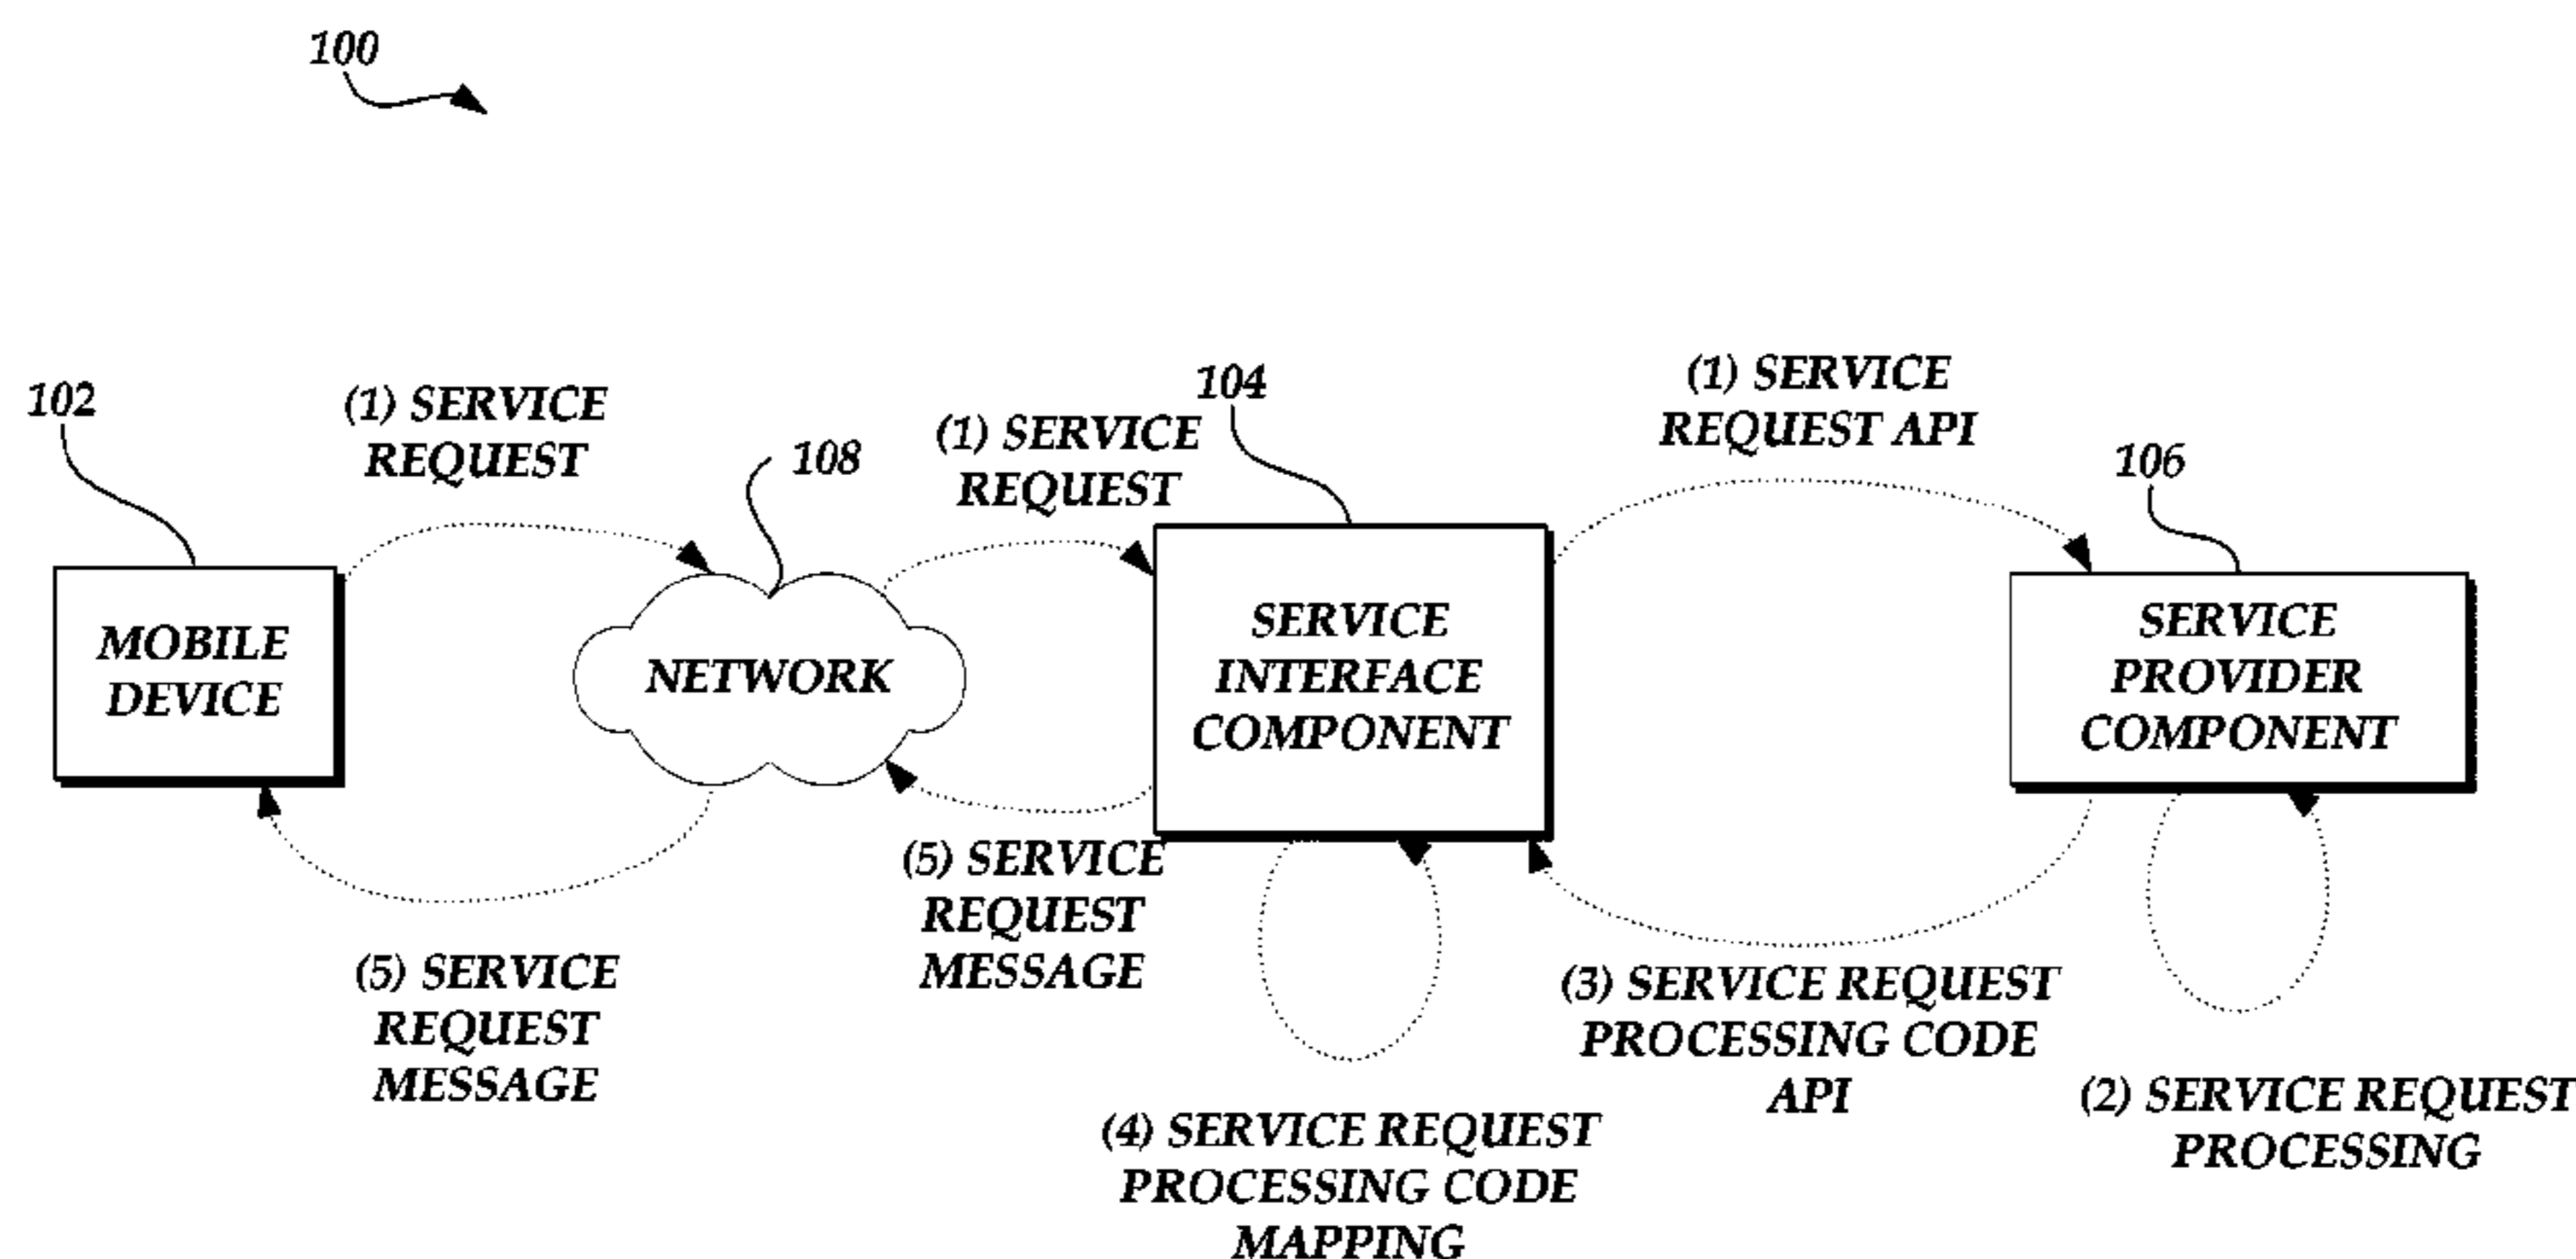 100
102
(1) SERVICE
REQUEST
108
(1) SERVICE
REQUEST
104
(1) SERVICE
REQUEST API
106
MOBILE
DEVICE
NETWORK
SERVICE
INTERFACE
COMPONENT
SERVICE
PROVIDER
COMPONENT
(5) SERVICE
REQUEST
MESSAGE
(5) SERVICE
REQUEST
MESSAGE
(4) SERVICE REQUEST
PROCESSING CODE
MAPPING
(3) SERVICE REQUEST
PROCESSING CODE
API
(2) SERVICE REQUEST
PROCESSING